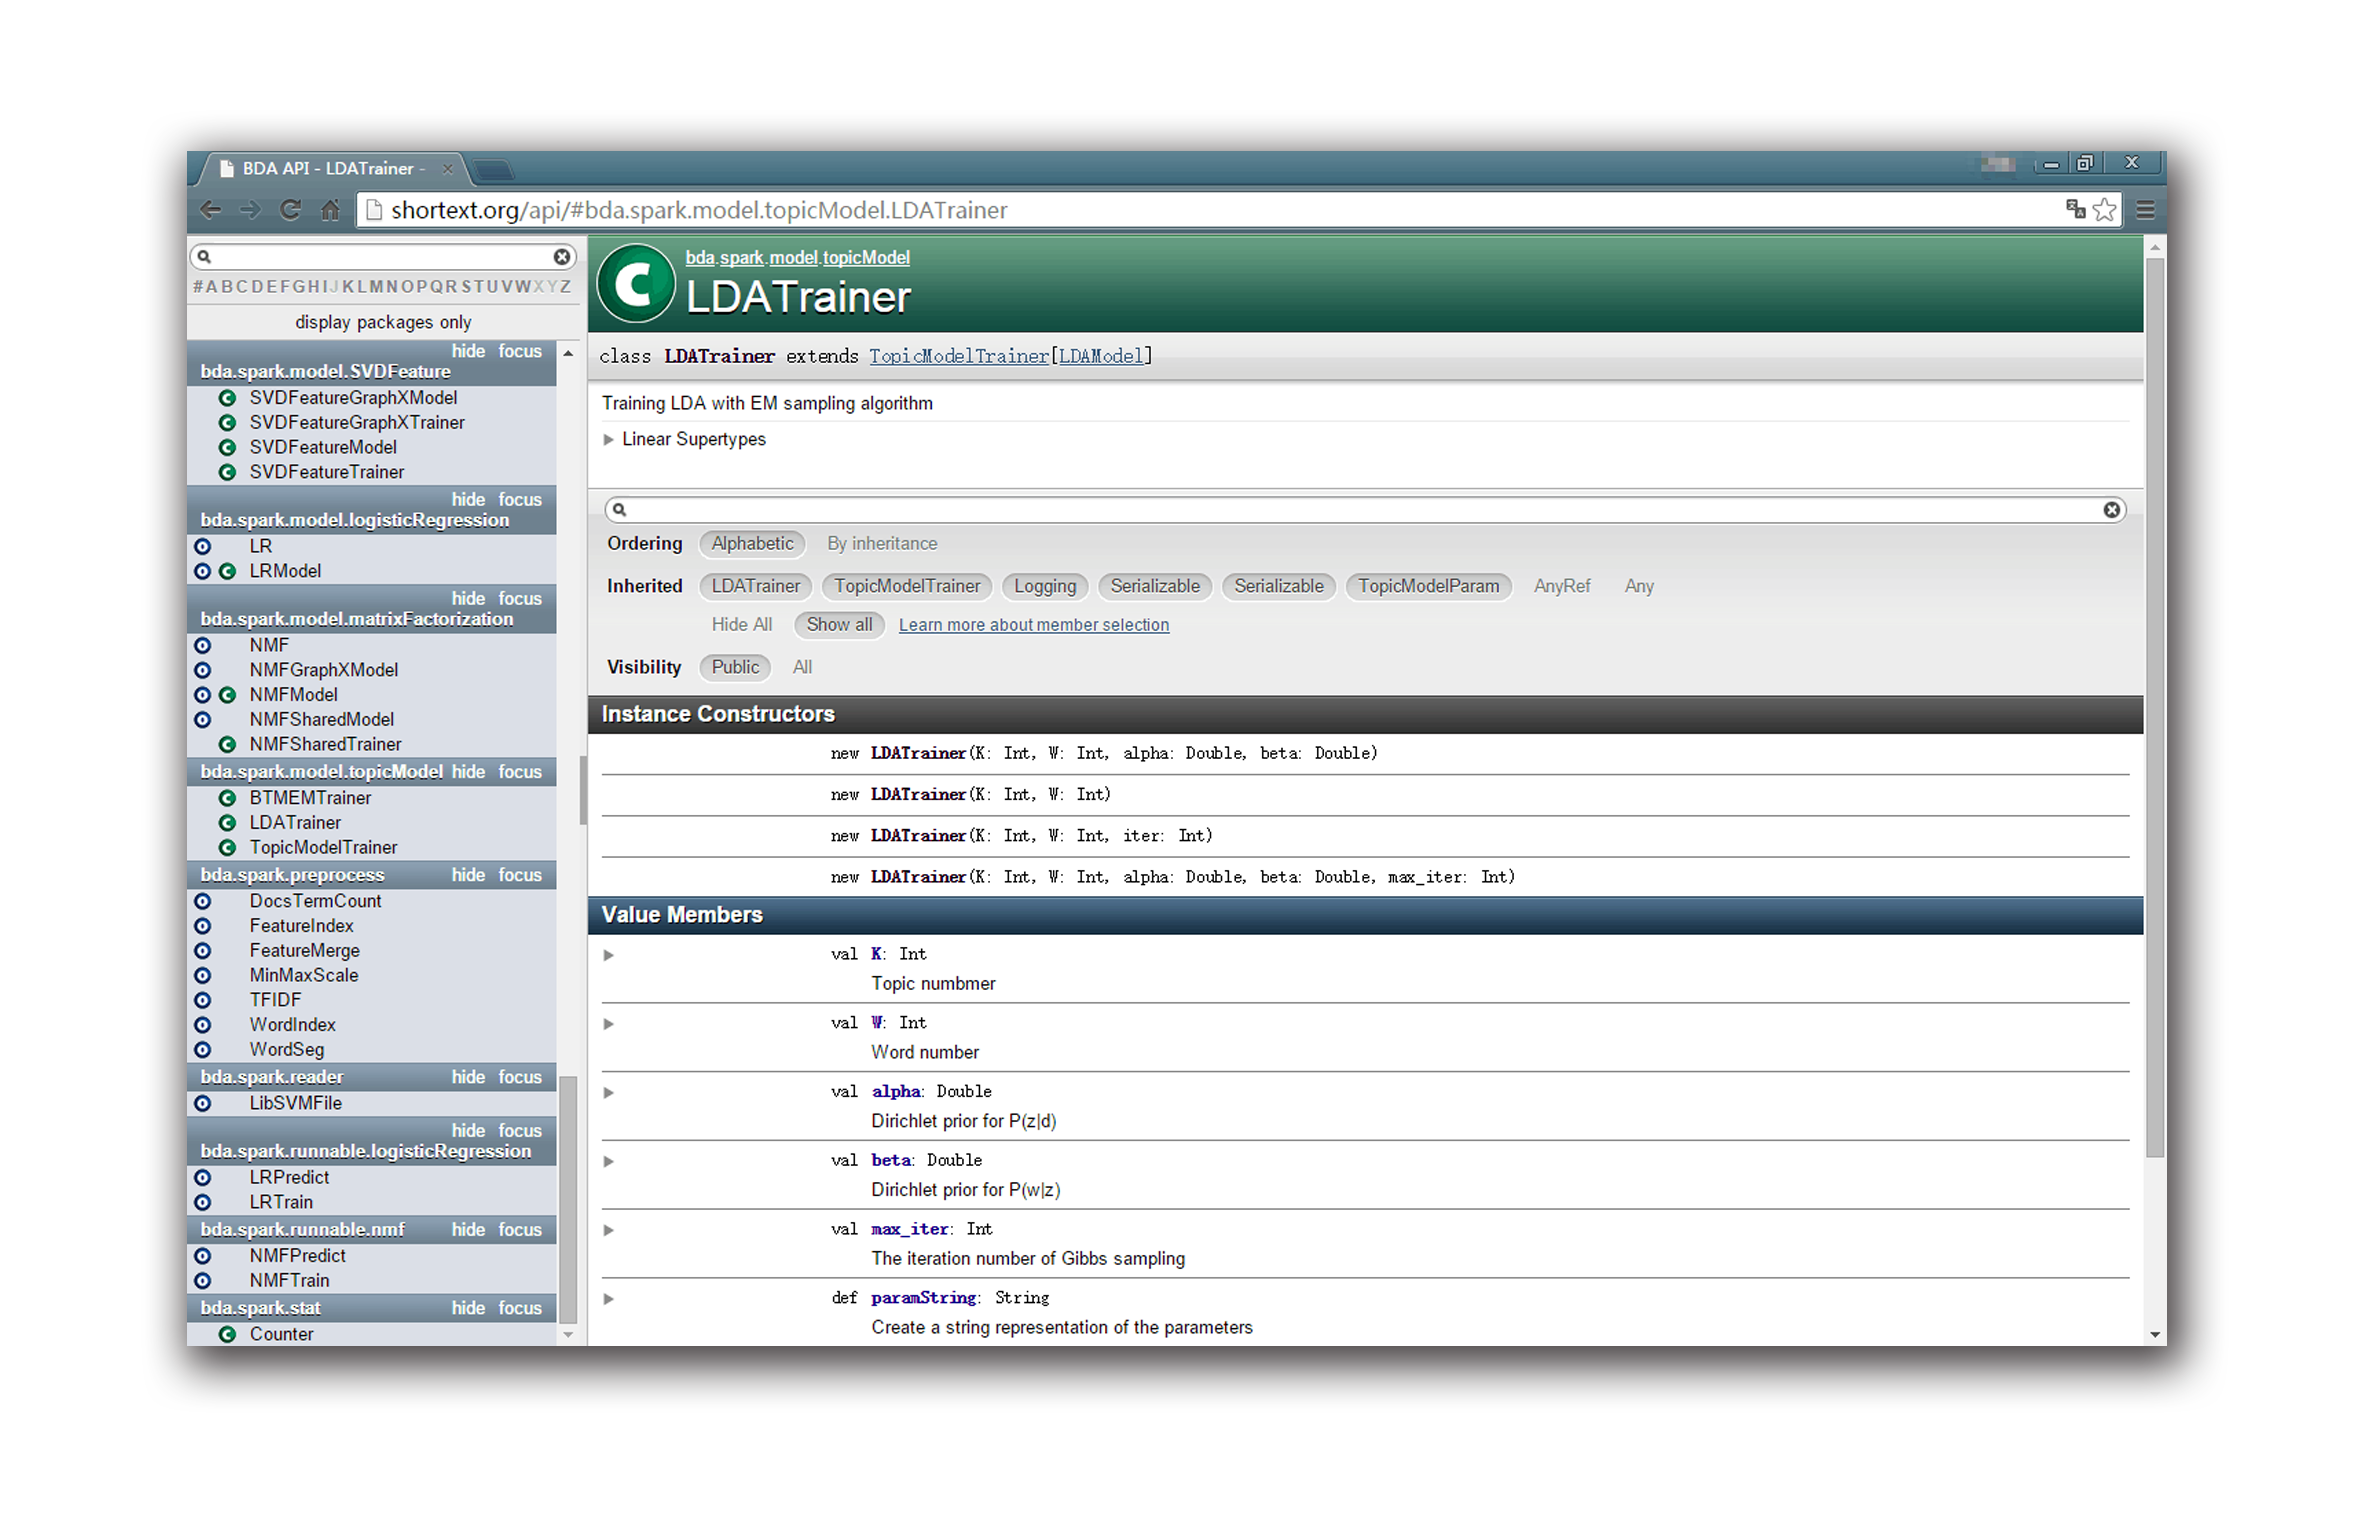 BDA API - LDATrainer -
shortext.org/api/#bda.spark.model.topicModel.LDATrainer
#ABCDEFGHIJKLMNOPQRSTUVWXYZ
display packages only
hide focus
bda.spark.model.SVDFeature
SVDFeatureGraphXModel
SVDFeatureGraphXTrainer
SVDFeatureModel
SVDFeatureTrainer
hide focus
bda.spark.model.logisticRegression
LR
LRModel
hide focus
bda.spark.model.matrixFactorization
NMF
NMFGraphXModel
NMFModel
NMFSharedModel
NMFSharedTrainer
bda.spark.model.topicModel hide focus
BTMEMTrainer
LDATrainer
TopicModelTrainer
bda.spark.preprocess hide focus
DocsTermCount
FeatureIndex
FeatureMerge
MinMaxScale
TFIDF
WordIndex
WordSeg
bda.spark.reader hide focus
LibSVMFile
hide focus
bda.spark.runnable.logisticRegression
LRPredict
LRTrain
bda.spark.runnable.nmf hide focus
NMFPredict
NMFTrain
bda.spark.stat hide focus
Counter
bda.spark.model.topicModel
LDATrainer
class LDATrainer extends TopicModelTrainer[LDAModel]
Training LDA with EM sampling algorithm
Linear Supertypes
Ordering Alphabetic By inheritance
Inherited LDATrainer TopicModelTrainer Logging Serializable Serializable TopicModelParam AnyRef Any
Hide All Show all Learn more about member selection
Visibility Public All
Instance Constructors
new LDATrainer(K: Int, W: Int, alpha: Double, beta: Double)
new LDATrainer(K: Int, W: Int)
new LDATrainer(K: Int, W: Int, iter: Int)
new LDATrainer(K: Int, W: Int, alpha: Double, beta: Double, max_iter: Int)
Value Members
val K: Int
Topic numbmer
val W: Int
Word number
val alpha: Double
Dirichlet prior for P(z|d)
val beta: Double
Dirichlet prior for P(w|z)
val max_iter: Int
The iteration number of Gibbs sampling
def paramString: String
Create a string representation of the parameters